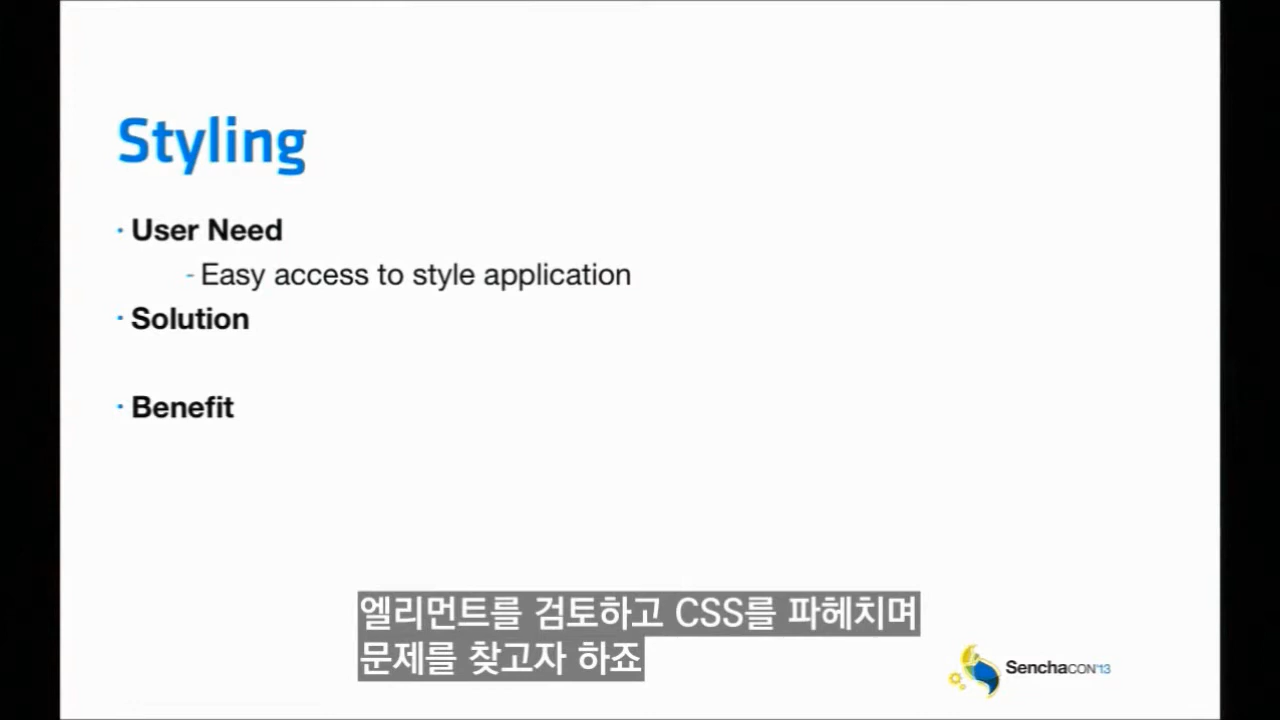 Styling
· User Need
- Easy access to style application
· Solution
· Benefit
엘리먼트를 검토하고 CSS를 파헤치며
문제를 찾고자 하죠
SenchaCON'13